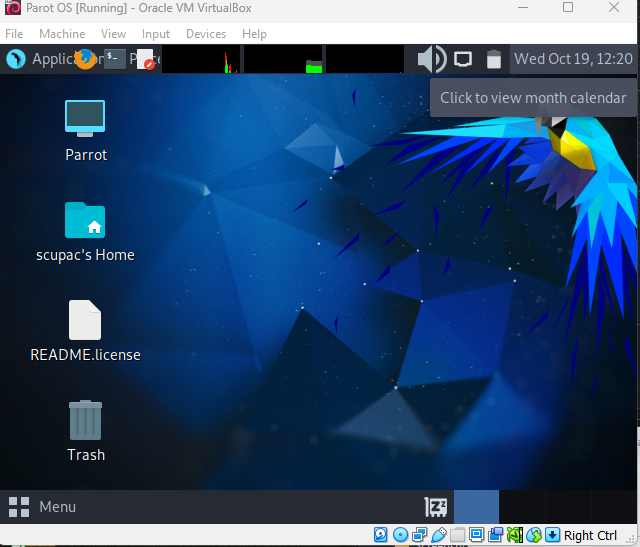 Parot OS [Running] - Oracle VM VirtualBox
File Machine View Input Devices Help
Wed Oct 19, 12:20
Click to view month calendar
Parrot
scupac's Home
README.license
Trash
Menu
Right Ctrl